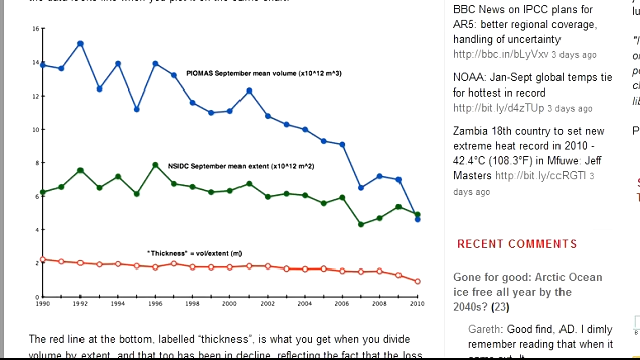 16
14
12
10
8
6
4
2
0
PIOMAS September mean volume (x10^12 m^3)
NSIDC September mean extent (x10^12 m^2)
"Thickness" = vol/extent (m)
1990 1992 1994 1996 1998 2000 2002 2004 2006 2008 2010
The red line at the bottom, labelled "thickness", is what you get when you divide
volume by extent, and that too has been in decline, reflecting the fact that the loss
BBC News on IPCC plans for
AR5: better regional coverage,
handling of uncertainty
http://bbc.in/bLyVxv 3 days ago
NOAA: Jan-Sept global temps tie
for hottest in record
http://bit.ly/d4zTUp 3 days ago
Zambia 18th country to set new
extreme heat record in 2010 -
42.4°C (108.3°F) in Mfuwe: Jeff
Masters http://bit.ly/ccRGTl 3
days ago
RECENT COMMENTS
Gone for good: Arctic Ocean
ice free all year by the
2040s? (23)
Gareth: Good find, AD. I dimly
remember reading that when it